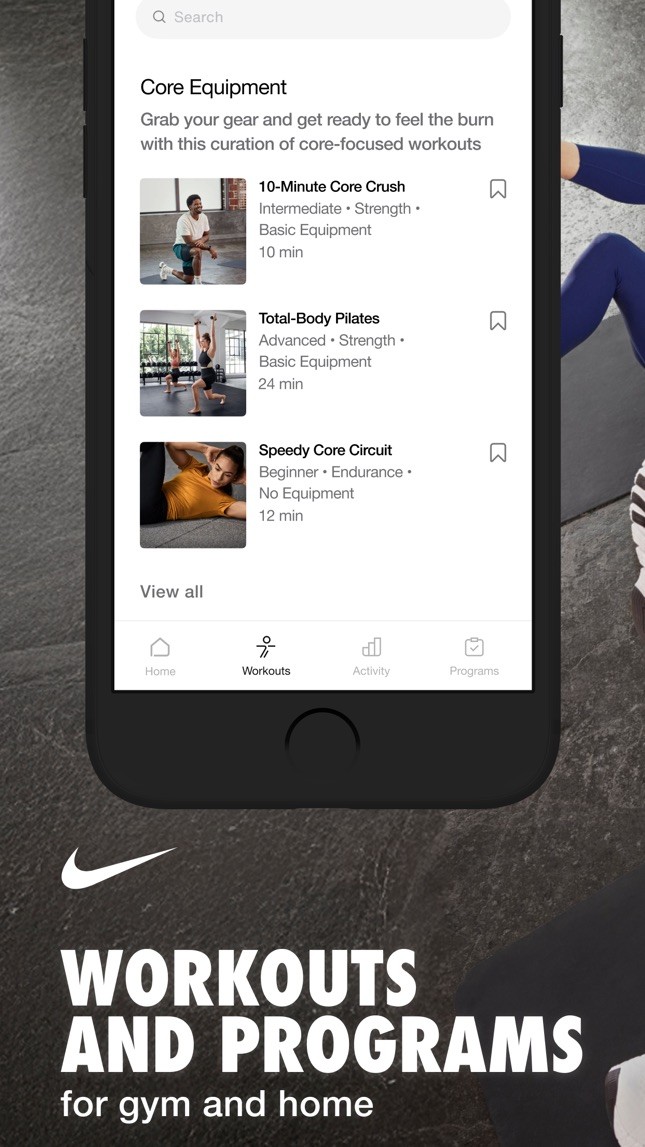 Search
Core Equipment
Grab your gear and get ready to feel the burn
with this curation of core-focused workouts
10-Minute Core Crush
Intermediate • Strength •
Basic Equipment
10 min
Total-Body Pilates
Advanced • Strength •
Basic Equipment
24 min
Speedy Core Circuit
Beginner • Endurance •
No Equipment
12 min
View all
Home
Workouts
Activity
Programs
WORKOUTS
AND PROGRAMS
for gym and home